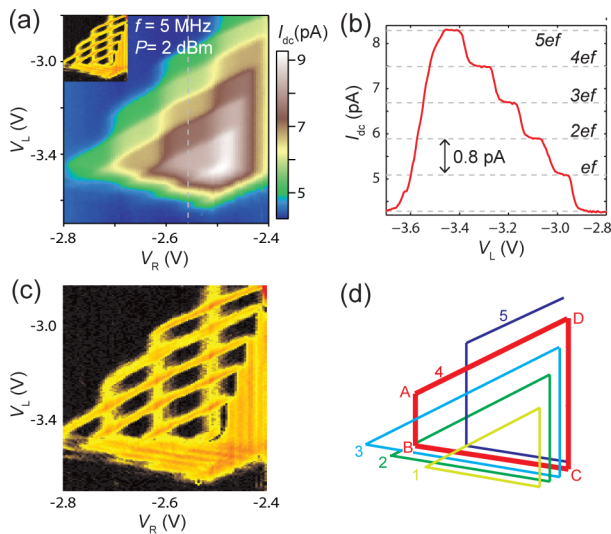 (a)
f = 5 MHz
P= 2 dBm
I_dc(pA)
9
8
7
6
5
-3.0
-3.4
V_L (V)
-2.8
-2.6
-2.4
V_R (V)
(b)
8
7
6
5
I_dc (pA)
5ef
4ef
3ef
2ef
ef
0.8 pA
−3.6
−3.4
−3.2
−3.0
−2.8
V_L (V)
(c)
-3.0
-3.4
V_L (V)
-2.8
-2.6
-2.4
V_R (V)
(d)
5
D
4
A
B
3
2
1
C